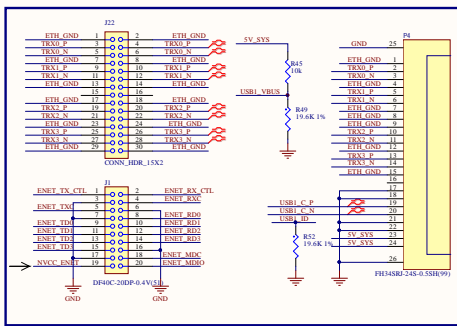 J22
ETH_GND 1 2 ETH_GND
TRX0_P 3 4 TRX0_P
TRX0_N 5 6 TRX0_N
ETH_GND 7 8 ETH_GND
TRX1_P 9 10 TRX1_P
TRX1_N 11 12 TRX1_N
ETH_GND 13 14 ETH_GND
15 16
ETH_GND 17 18 ETH_GND
TRX2_P 19 20 TRX2_P
TRX2_N 21 22 TRX2_N
ETH_GND 23 24 ETH_GND
TRX3_P 25 26 TRX3_P
TRX3_N 27 28 TRX3_N
ETH_GND 29 30 ETH_GND
CONN_HDR_15X2
J1
ENET_TX_CTL 1 2 ENET_RX_CTL
3 4 ENET_RXC
ENET_TXC 5 6
7 8 ENET_RD0
ENET_TD0 9 10 ENET_RD1
ENET_TD1 11 12 ENET_RD2
ENET_TD2 13 14 ENET_RD3
ENET_TD3 15 16
17 18 ENET_MDC
NVCC_ENET 19 20 ENET_MDIO
DF40C-20DP-0.4V(51)
GND GND
5V_SYS
R45
10k
USB1_VBUS
R49
19.6K 1%
GND
P4
GND 25
ETH_GND 1
TRX0_P 2
TRX0_N 3
ETH_GND 4
TRX1_P 5
TRX1_N 6
ETH_GND 7
ETH_GND 8
ETH_GND 9
TRX2_P 10
TRX2_N 11
ETH_GND 12
TRX3_P 13
TRX3_N 14
ETH_GND 15
16
17
18
USB1_C_P 19
USB1_C_N 20
USB1_ID 21
22
5V_SYS 23
5V_SYS 24
26
R52
19.6K 1%
GND
GND
FH34SRJ-24S-0.5SH(99)